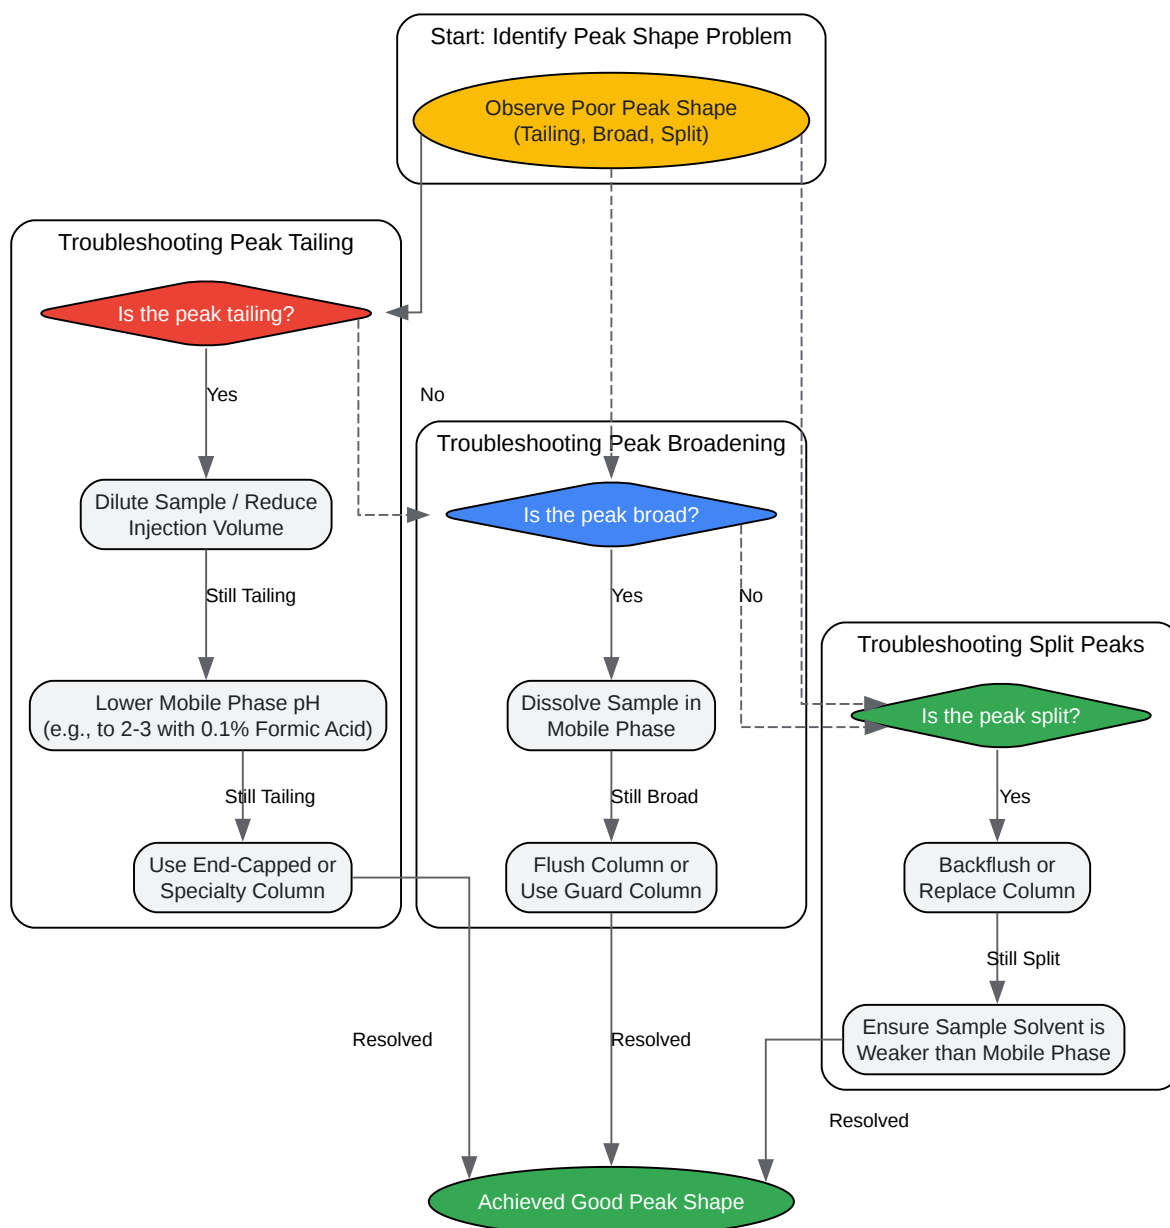 Start: Identify Peak Shape Problem
Observe Poor Peak Shape
(Tailing, Broad, Split)
Troubleshooting Peak Tailing
Is the peak tailing?
Yes
No
Dilute Sample / Reduce
Injection Volume
Still Tailing
Lower Mobile Phase pH
(e.g., to 2-3 with 0.1% Formic Acid)
Still Tailing
Use End-Capped or
Specialty Column
Resolved
Troubleshooting Peak Broadening
Is the peak broad?
Yes
No
Dissolve Sample in
Mobile Phase
Still Broad
Flush Column or
Use Guard Column
Resolved
Troubleshooting Split Peaks
Is the peak split?
Yes
Backflush or
Replace Column
Still Split
Ensure Sample Solvent is
Weaker than Mobile Phase
Resolved
Achieved Good Peak Shape